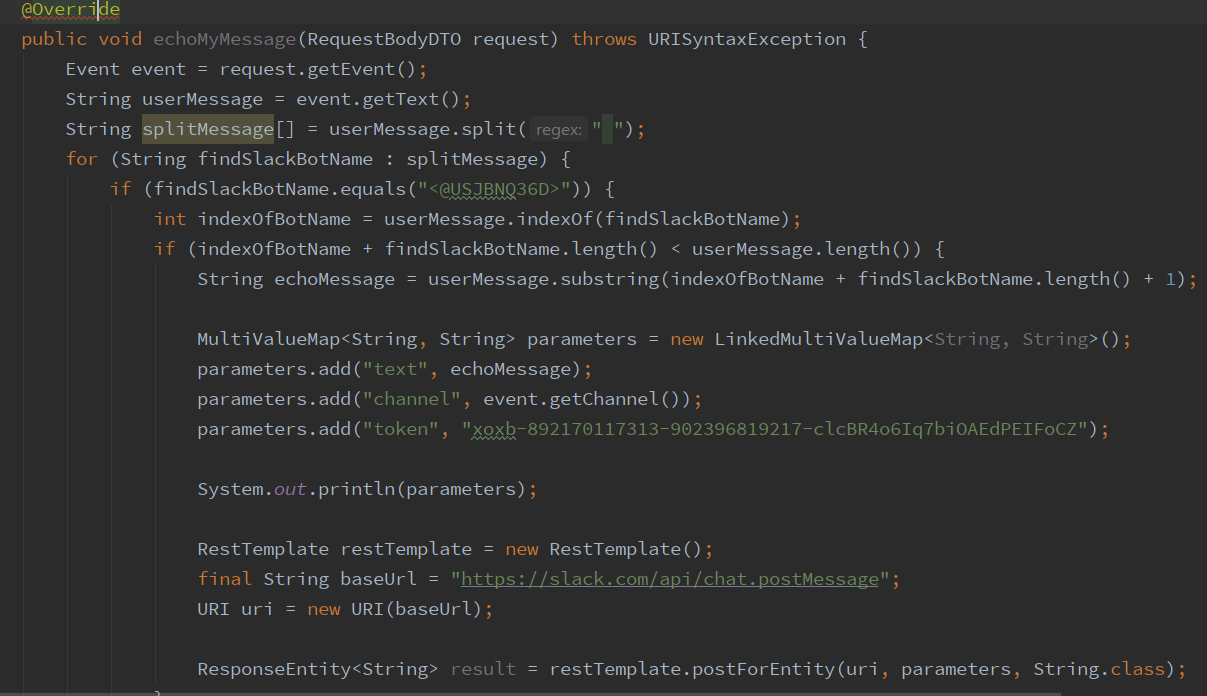 @Override
public void echoMyMessage(RequestBodyDTO request) throws URISyntaxException {
Event event = request.getEvent();
String userMessage = event.getText();
String splitMessage[] = userMessage.split( regex: " ");
for (String findSlackBotName : splitMessage) {
if (findSlackBotName.equals("<@USJBNQ36D>")) {
int indexOfBotName = userMessage.indexOf(findSlackBotName);
if (indexOfBotName + findSlackBotName.length() < userMessage.length()) {
String echoMessage = userMessage.substring(indexOfBotName + findSlackBotName.length() + 1);
MultiValueMap<String, String> parameters = new LinkedMultiValueMap<String, String>();
parameters.add("text", echoMessage);
parameters.add("channel", event.getChannel());
parameters.add("token", "xoxb-892170117313-902396819217-clcBR4o6Iq7biOAEdPEIFoCZ");
System.out.println(parameters);
RestTemplate restTemplate = new RestTemplate();
final String baseUrl = "https://slack.com/api/chat.postMessage";
URI uri = new URI(baseUrl);
ResponseEntity<String> result = restTemplate.postForEntity(uri, parameters, String.class);